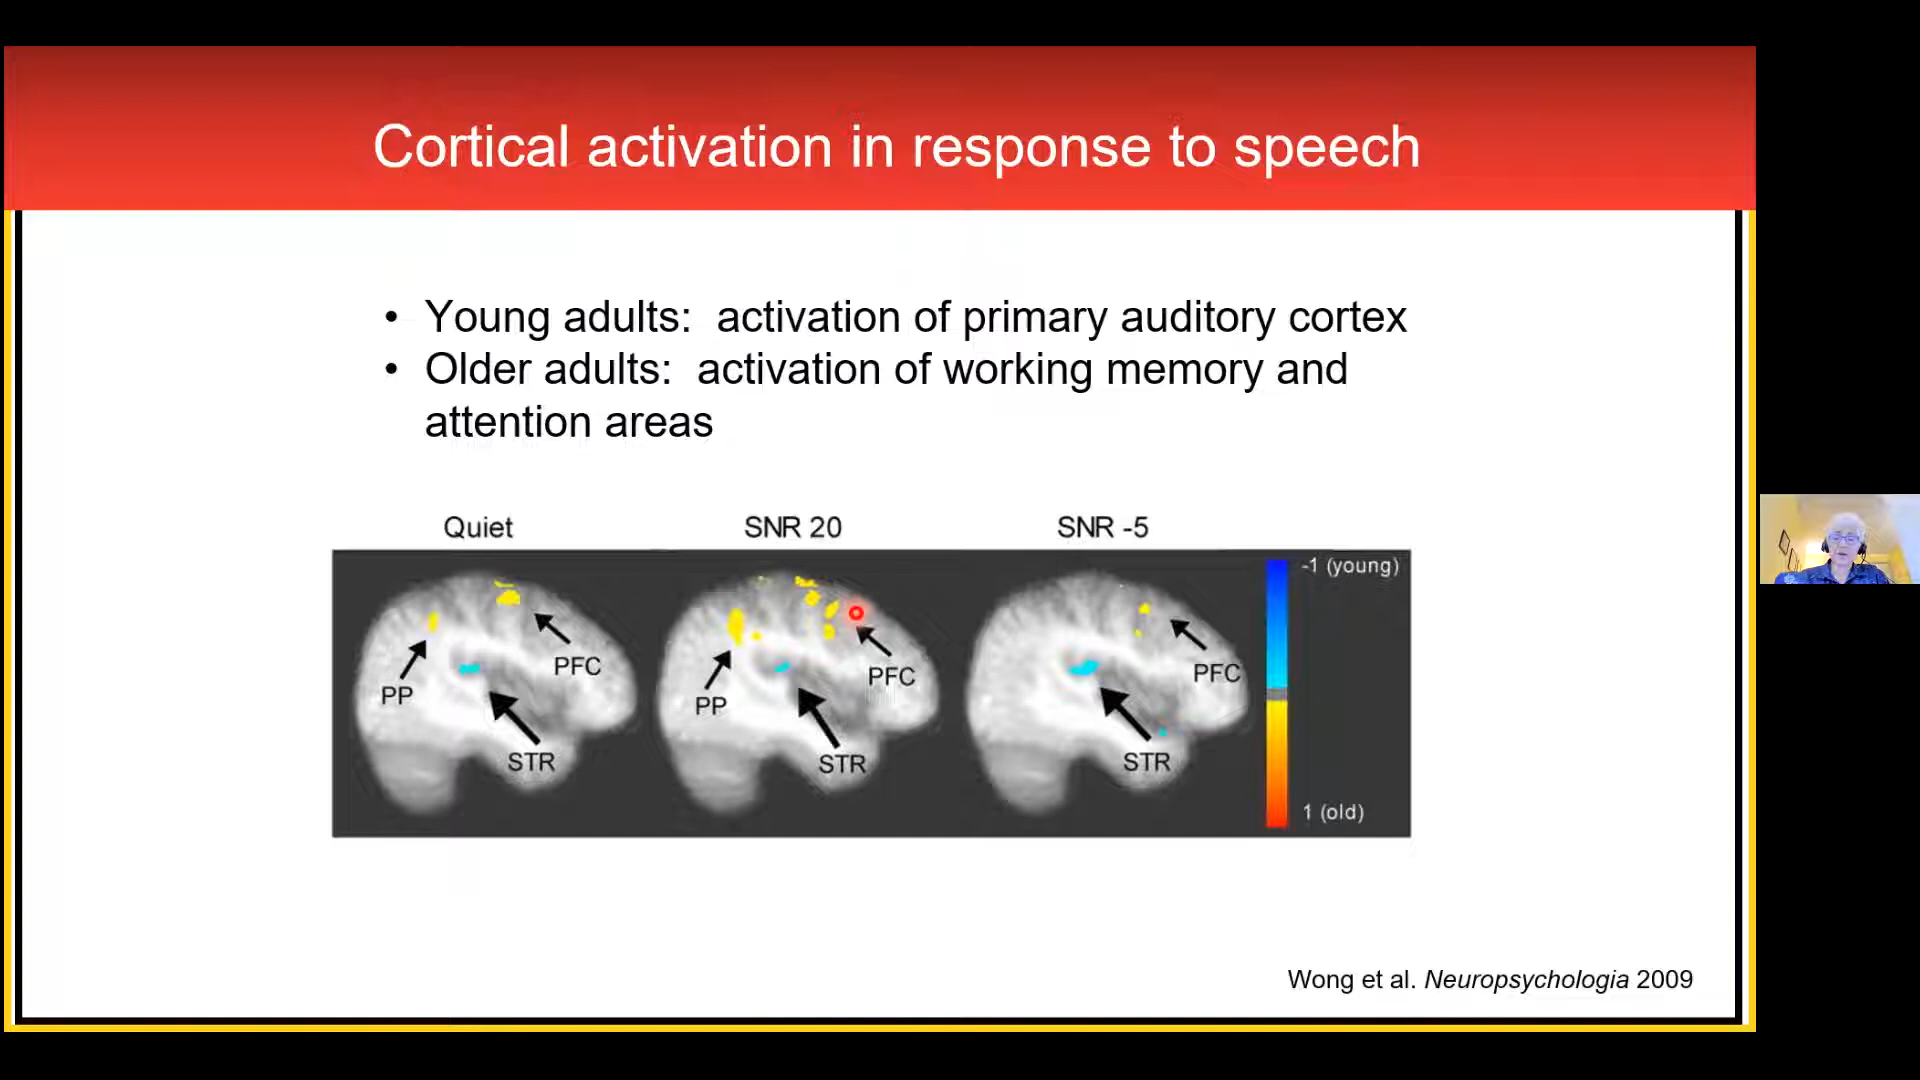 Cortical activation in response to speech
• Young adults:  activation of primary auditory cortex
• Older adults:  activation of working memory and
attention areas
Quiet
SNR 20
SNR -5
-1 (young)
PFC
PP
STR
PFC
PP
STR
PFC
STR
1 (old)
Wong et al. Neuropsychologia 2009